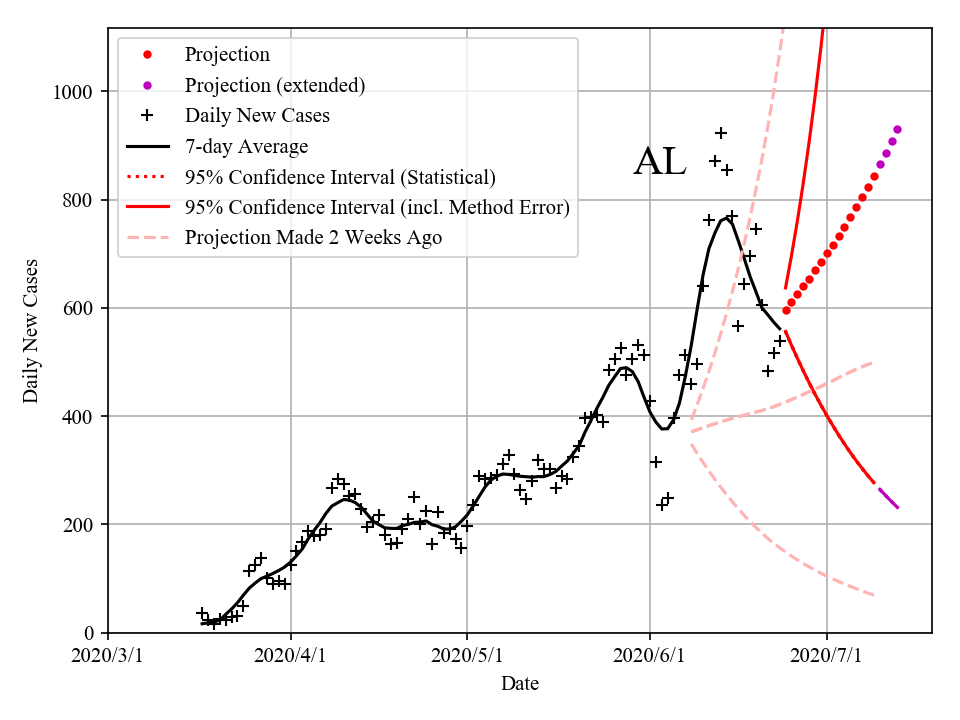 Projection
Projection (extended)
Daily New Cases
7-day Average
95% Confidence Interval (Statistical)
95% Confidence Interval (incl. Method Error)
Projection Made 2 Weeks Ago
AL
1000
800
600
400
200
0
Daily New Cases
2020/3/1 2020/4/1 2020/5/1 2020/6/1 2020/7/1
Date